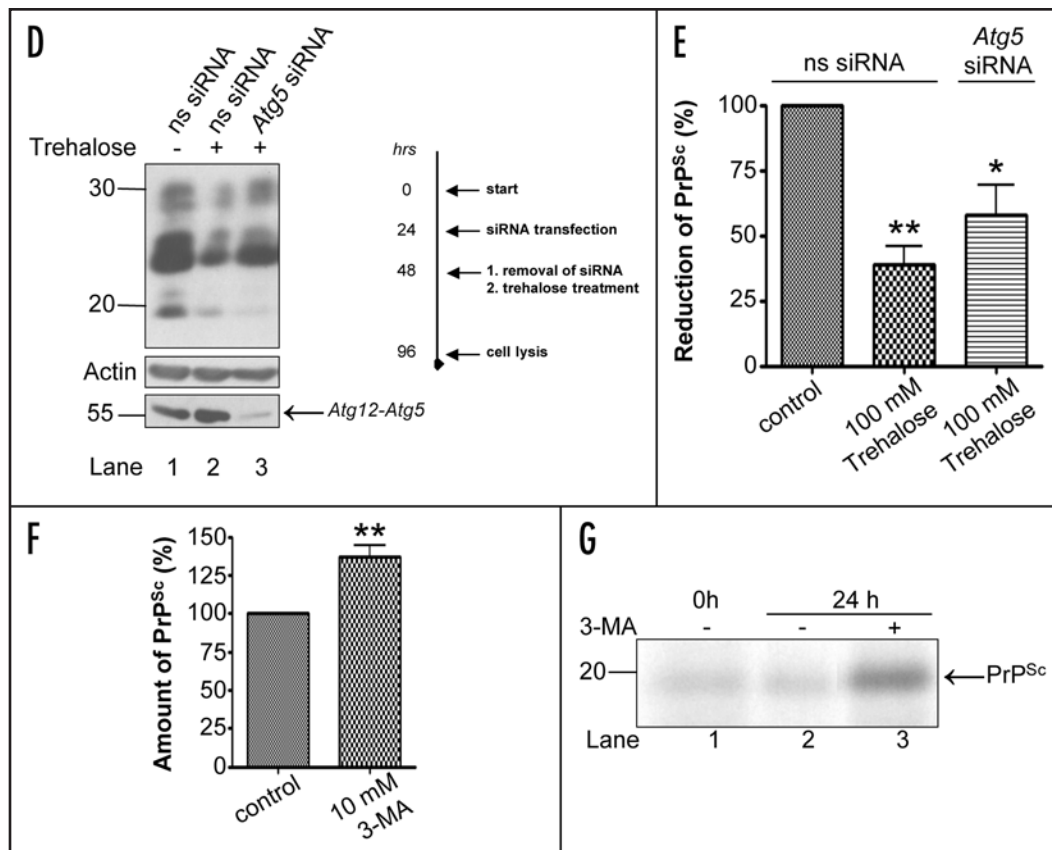 D
ns siRNA
ns siRNA
Atg5 siRNA
Trehalose - + +
30
20
Actin
55
Atg12-Atg5
Lane 1 2 3
hrs
0 start
24 siRNA transfection
48 1. removal of siRNA
2. trehalose treatment
96 cell lysis
E
ns siRNA
Atg5
siRNA
Reduction of PrPSc (%)
100
75
50
25
0
**
*
control
100 mM
Trehalose
100 mM
Trehalose
F
Amount of PrPSc (%)
150
125
100
75
50
25
0
**
control
10 mM
3-MA
G
0h 24 h
3-MA - - +
20
PrPSc
Lane 1 2 3